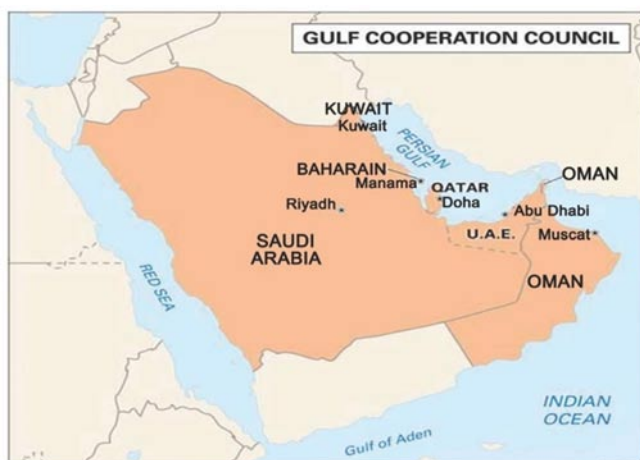 GULF COOPERATION COUNCIL
KUWAIT
Kuwait
PERSIAN
GULF
BAHARAIN
Manama
QATAR
Doha
OMAN
Riyadh
Abu Dhabi
U.A.E.
Muscat
SAUDI
ARABIA
OMAN
RED SEA
INDIAN
OCEAN
Gulf of Aden